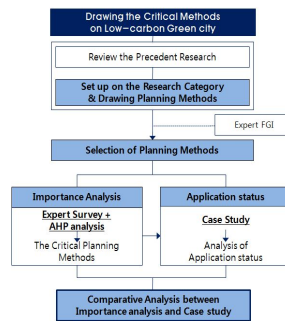 Drawing the Critical Methods
on Low-carbon Green city
Review the Precedent Research
Set up on the Research Category
& Drawing Planning Methods
Expert FGI
Selection of Planning Methods
Importance Analysis
Expert Survey +
AHP analysis
The Critical Planning
Methods
Application status
Case Study
Analysis of
Application status
Comparative Analysis between
Importance analysis and Case study